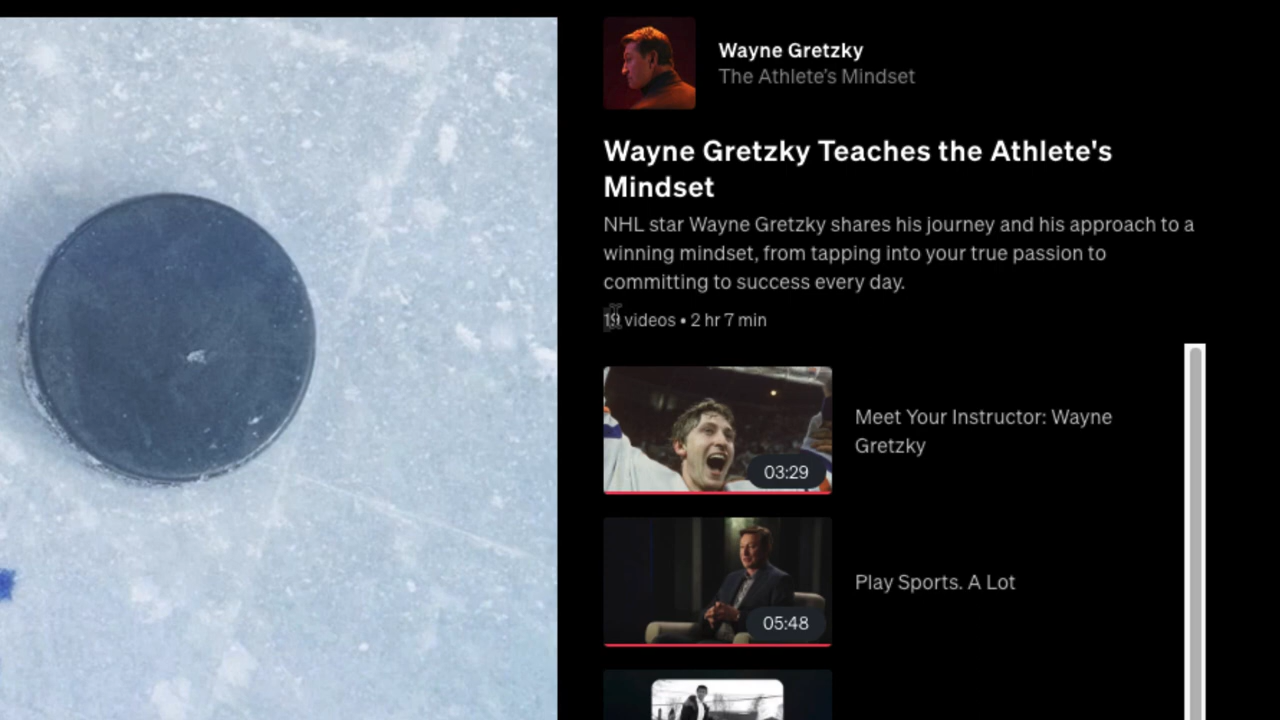 Wayne Gretzky
The Athlete's Mindset
Wayne Gretzky Teaches the Athlete's
Mindset
NHL star Wayne Gretzky shares his journey and his approach to a
winning mindset, from tapping into your true passion to
committing to success every day.
19 videos • 2 hr 7 min
03:29
Meet Your Instructor: Wayne
Gretzky
05:48
Play Sports. A Lot